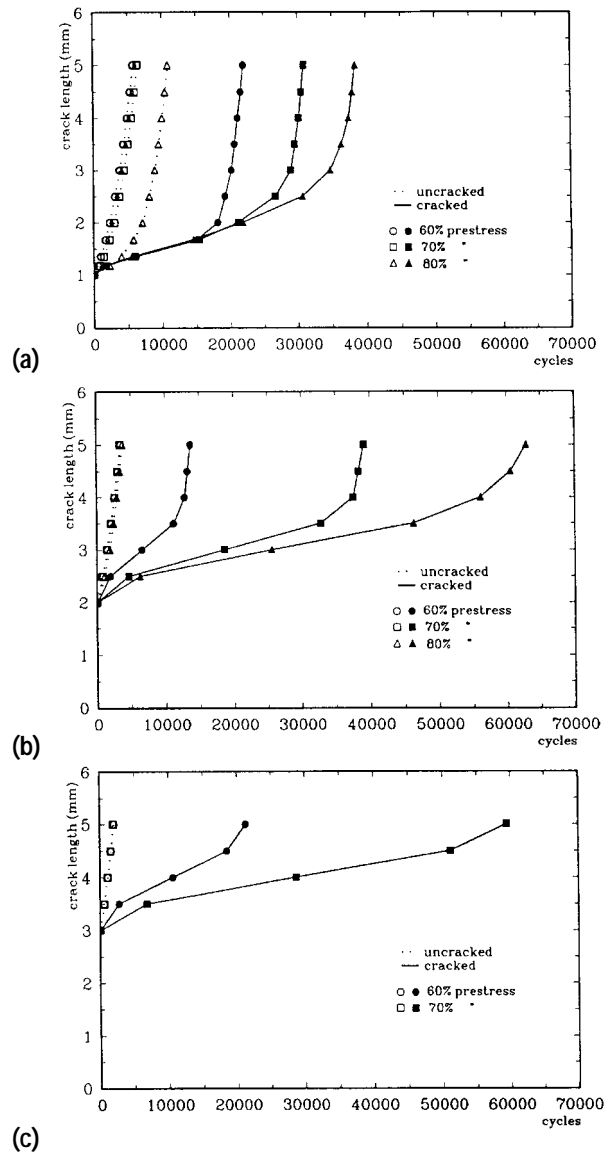 crack length (mm)
6
5
4
3
2
1
0
uncracked
cracked
60% prestress
70% "
80% "
0 10000 20000 30000 40000 50000 60000 70000
cycles
(a)
crack length (mm)
6
5
4
3
2
1
0
uncracked
cracked
60% prestress
70% "
80% "
0 10000 20000 30000 40000 50000 60000 70000
cycles
(b)
crack length (mm)
6
5
4
3
2
1
0
uncracked
cracked
60% prestress
70% "
0 10000 20000 30000 40000 50000 60000 70000
cycles
(c)